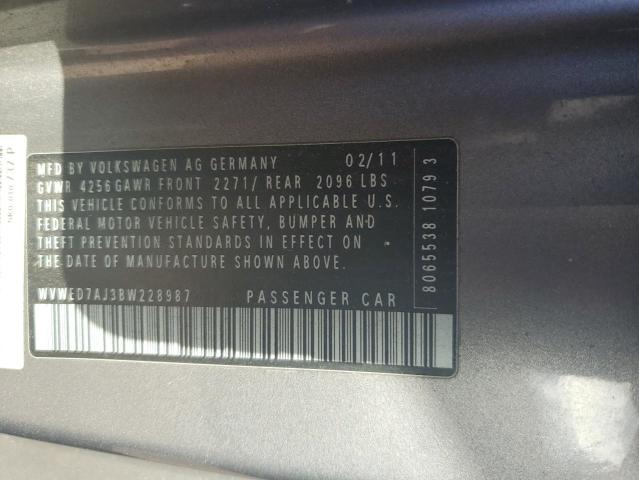 MFD BY VOLKSWAGEN AG GERMANY 02/11
GVWR 4256 GAWR FRONT 2271/ REAR 2096 LBS
THIS VEHICLE CONFORMS TO ALL APPLICABLE U.S.
FEDERAL MOTOR VEHICLE SAFETY, BUMPER AND
THEFT PREVENTION STANDARDS IN EFFECT ON
THE DATE OF MANUFACTURE SHOWN ABOVE.
WVWED7AJ3BW228987 PASSENGER CAR
8065538 10793